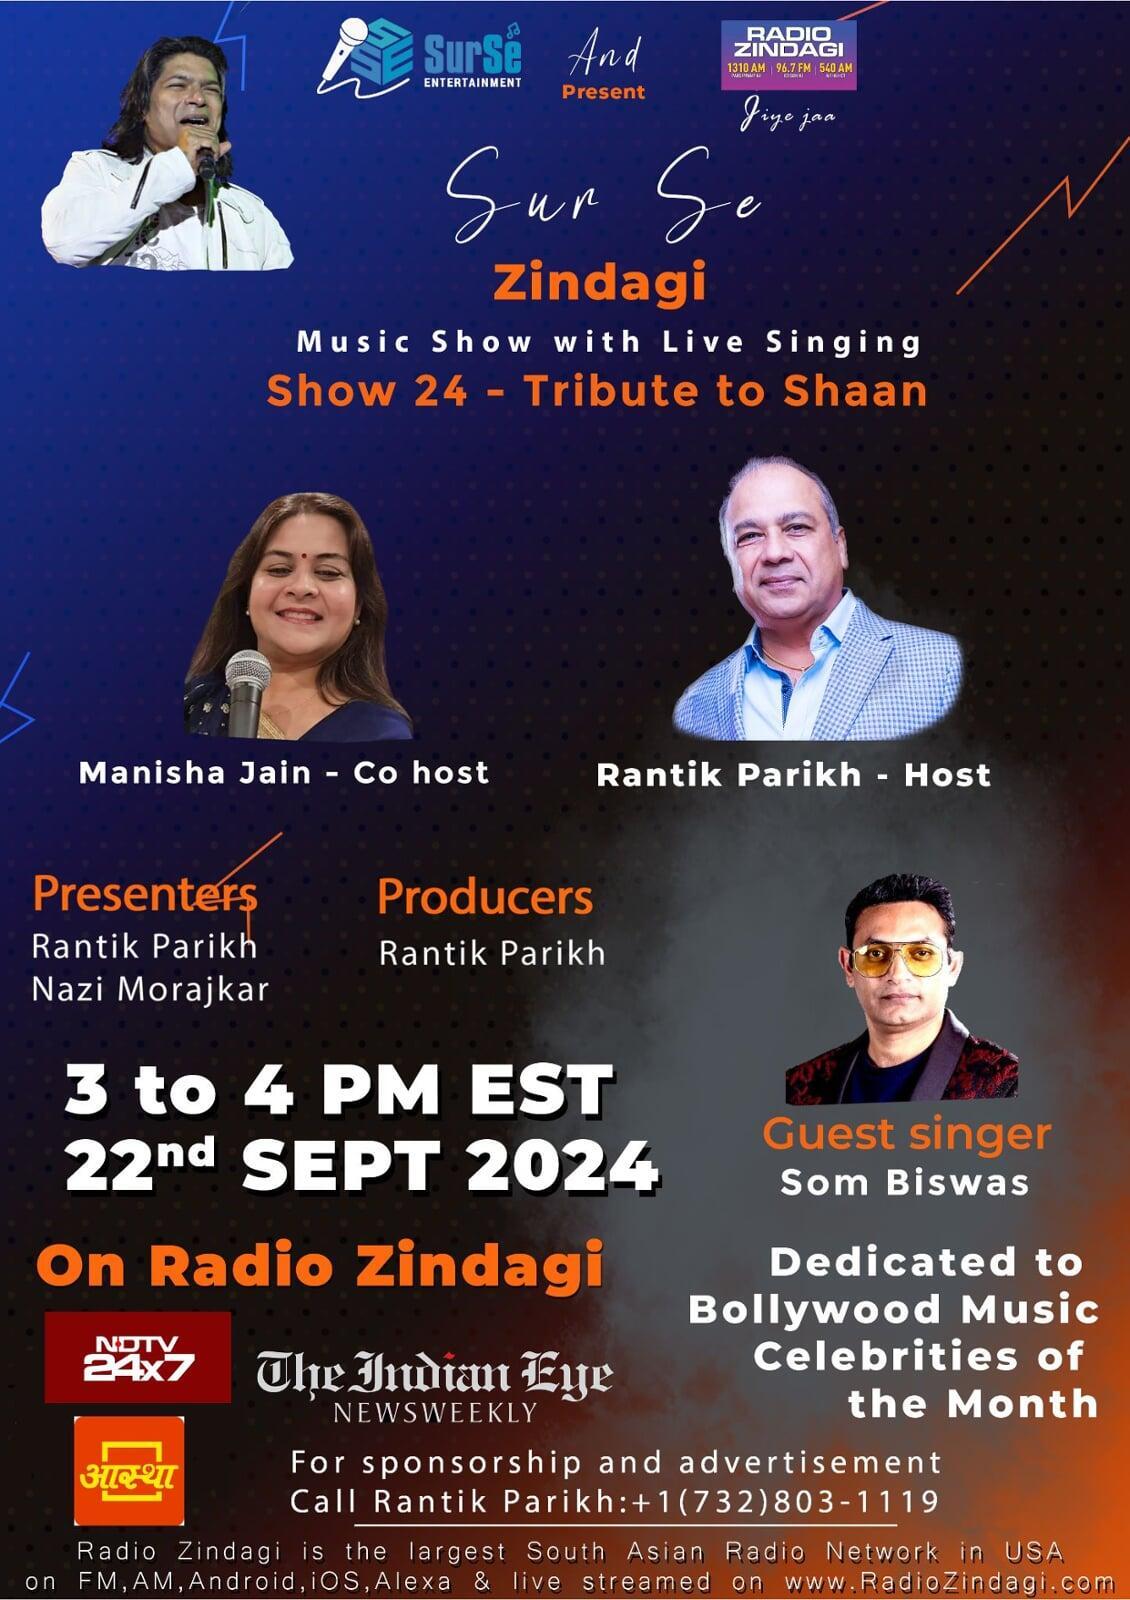 SurSe
ENTERTAINMENT
And
Present
RADIO
ZINDAGI
1310 AM | 96.7 FM | 540 AM
Jiye jaa
Sur Se
Zindagi
Music Show with Live Singing
Show 24 - Tribute to Shaan
Manisha Jain - Co host
Rantik Parikh - Host
Presenters
Rantik Parikh
Nazi Morajkar
Producers
Rantik Parikh
3 to 4 PM EST
22nd SEPT 2024
Guest singer
Som Biswas
On Radio Zindagi
Dedicated to
Bollywood Music
Celebrities of
the Month
NDTV
24x7
The Indian Eye
NEWSWEEKLY
आस्था
For sponsorship and advertisement
Call Rantik Parikh:+1(732)803-1119
Radio Zindagi is the largest South Asian Radio Network in USA
on FM,AM,Android,iOS,Alexa & live streamed on www.RadioZindagi.com